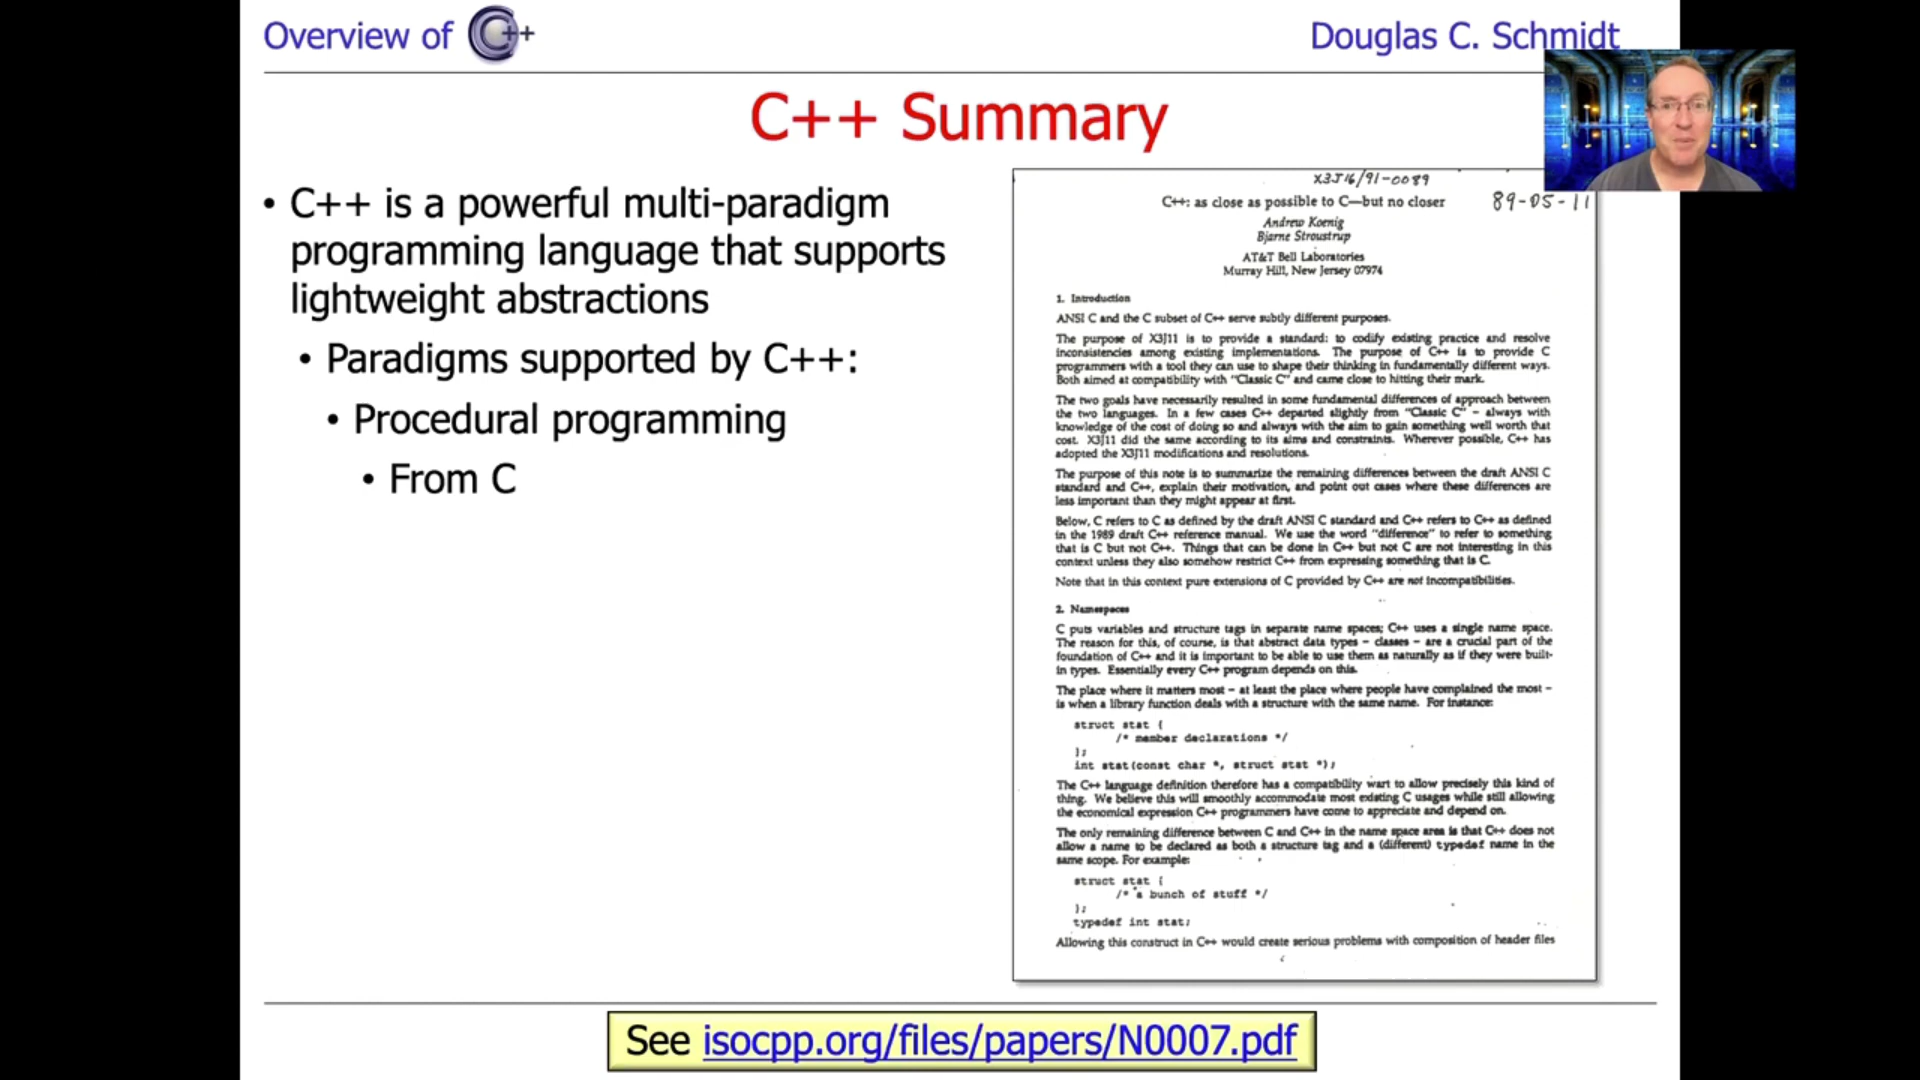 Overview of C++
Douglas C. Schmidt
C++ Summary
• C++ is a powerful multi-paradigm
programming language that supports
lightweight abstractions
• Paradigms supported by C++:
• Procedural programming
• From C
X3J16/91-0089
C++: as close as possible to C—but no closer
89-05-11
Andrew Koenig
Bjarne Stroustrup
AT&T Bell Laboratories
Murray Hill, New Jersey 07974
1. Introduction
ANSI C and the C subset of C++ serve subtly different purposes.
The purpose of X3J11 is to provide a standard: to codify existing practice and resolve
inconsistencies among existing implementations. The purpose of C++ is to provide C
programmers with a tool they can use to shape their thinking in fundamentally different ways.
Both aimed at compatibility with "Classic C" and came close to hitting their mark.
The two goals have necessarily resulted in some fundamental differences of approach between
the two languages. In a few cases C++ departed slightly from "Classic C" – always with
knowledge of the cost of doing so and always with the aim to gain something well worth that
cost. X3J11 did the same according to its aims and constraints. Wherever possible, C++ has
adopted the X3J11 modifications and resolutions.
The purpose of this note is to summarize the remaining differences between the draft ANSI C
standard and C++, explain their motivation, and point out cases where these differences are
less important than they might appear at first.
Below, C refers to C as defined by the draft ANSI C standard and C++ refers to C++ as defined
in the 1989 draft C++ reference manual. We use the word "difference" to refer to something
that is C but not C++. Things that can be done in C++ but not C are not interesting in this
context unless they also somehow restrict C++ from expressing something that is C.
Note that in this context pure extensions of C provided by C++ are not incompatibilities.
2. Namespaces
C puts variables and structure tags in separate name spaces; C++ uses a single name space.
The reason for this, of course, is that abstract data types – classes – are a crucial part of the
foundation of C++ and it is important to be able to use them as naturally as if they were built-
in types. Essentially every C++ program depends on this.
The place where it matters most – at least the place where people have complained the most –
is when a library function deals with a structure with the same name. For instance:
struct stat {
/* member declarations */
};
int stat(const char *, struct stat *);
The C++ language definition therefore has a compatibility wart to allow precisely this kind of
thing. We believe this will smoothly accommodate most existing C usages while still allowing
the economical expression C++ programmers have come to appreciate and depend on.
The only remaining difference between C and C++ in the name space area is that C++ does not
allow a name to be declared as both a structure tag and a (different) typedef name in the
same scope. For example:
struct stat {
/* a bunch of stuff */
};
typedef int stat;
Allowing this construct in C++ would create serious problems with composition of header files
See isocpp.org/files/papers/N0007.pdf